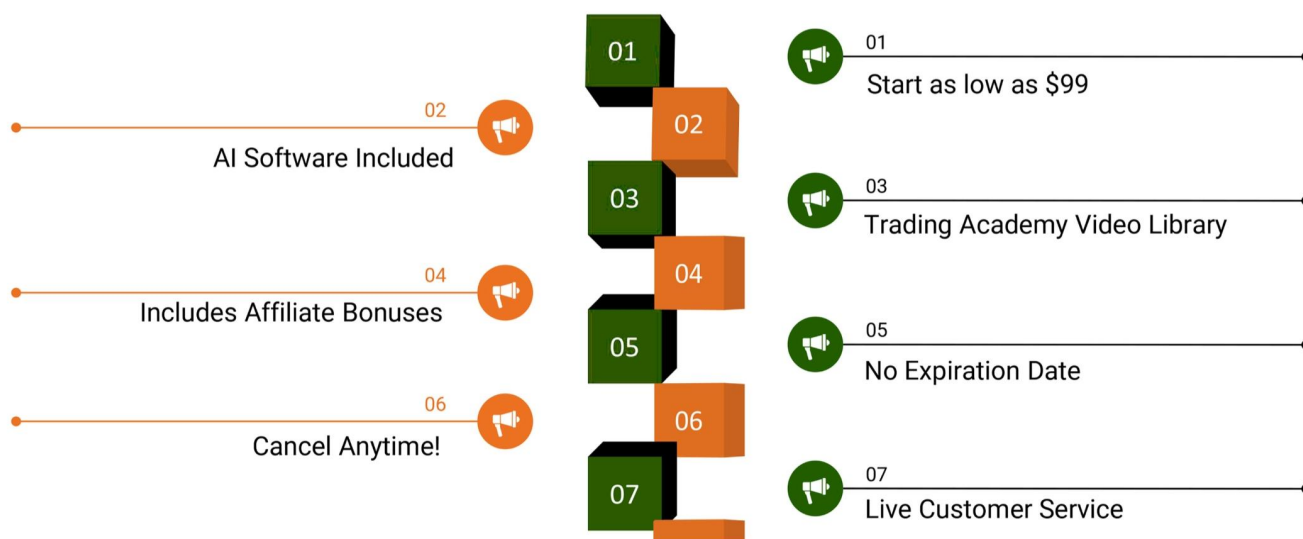 01
01
Start as low as $99
02
02
AI Software Included
03
03
Trading Academy Video Library
04
04
Includes Affiliate Bonuses
05
05
No Expiration Date
06
06
Cancel Anytime!
07
07
Live Customer Service